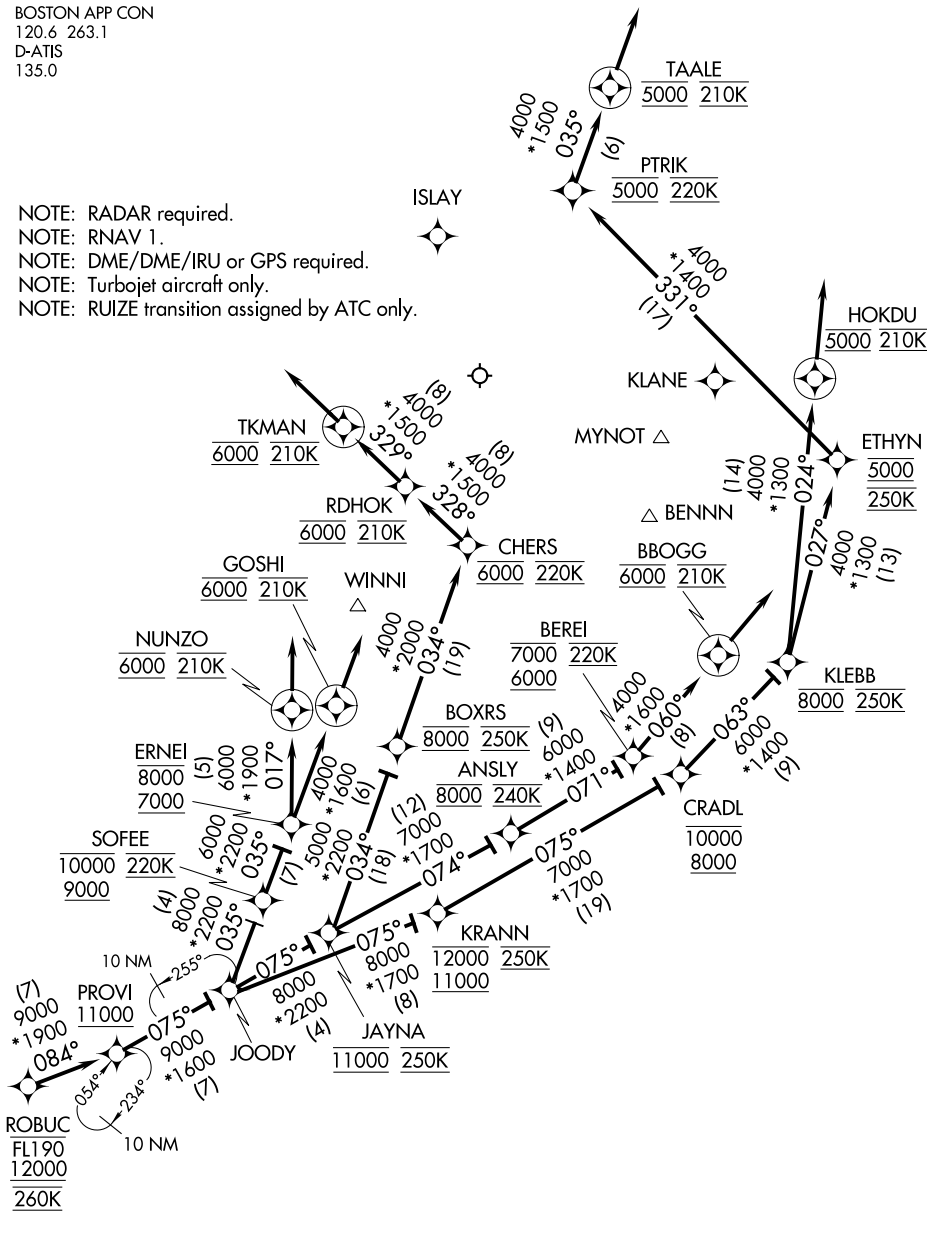 BOSTON APP CON
120.6 263.1
D-ATIS
135.0
TAALE
5000 210K
4000
*1500
035°
(6)
PTRIK
5000 220K
ISLAY
NOTE: RADAR required.
NOTE: RNAV 1.
NOTE: DME/DME/IRU or GPS required.
NOTE: Turbojet aircraft only.
NOTE: RUIZE transition assigned by ATC only.
4000
*1400
331°
(17)
HOKDU
5000 210K
KLANE
MYNOT
ETHYN
5000
250K
(14)
4000
*1300
024°
027°
4000
*1300
(13)
TKMAN
6000 210K
(8)
4000
*1500
329°
(8)
4000
*1500
328°
RDHOK
6000 210K
BENNN
CHERS
6000 220K
BBOGG
6000 210K
GOSHI
6000 210K
WINNI
NUNZO
6000 210K
4000
*2000
034°
(19)
BEREI
7000 220K
6000
4000
*1600
060°
(8)
KLEBB
8000 250K
063°
6000
*1400
(9)
BOXRS
8000 250K
ERNEI
8000
7000
(5)
6000
*1900
017°
4000
*1600
(6)
(9)
6000
*1400
071°
ANSLY
8000 240K
CRADL
10000
8000
SOFEE
10000 220K
9000
6000
*2200
035°
(7)
5000
*2200
034°
(18)
(12)
7000
*1700
074°
075°
7000
*1700
(19)
(4)
8000
*2200
035°
KRANN
12000 250K
11000
10 NM
255°
075°
8000
*2200
(4)
075°
8000
*1700
(8)
PROVI
11000
JOODY
JAYNA
11000 250K
(7)
9000
*1900
084°
075°
9000
*1600
(7)
054°
234°
10 NM
ROBUC
FL190
12000
260K